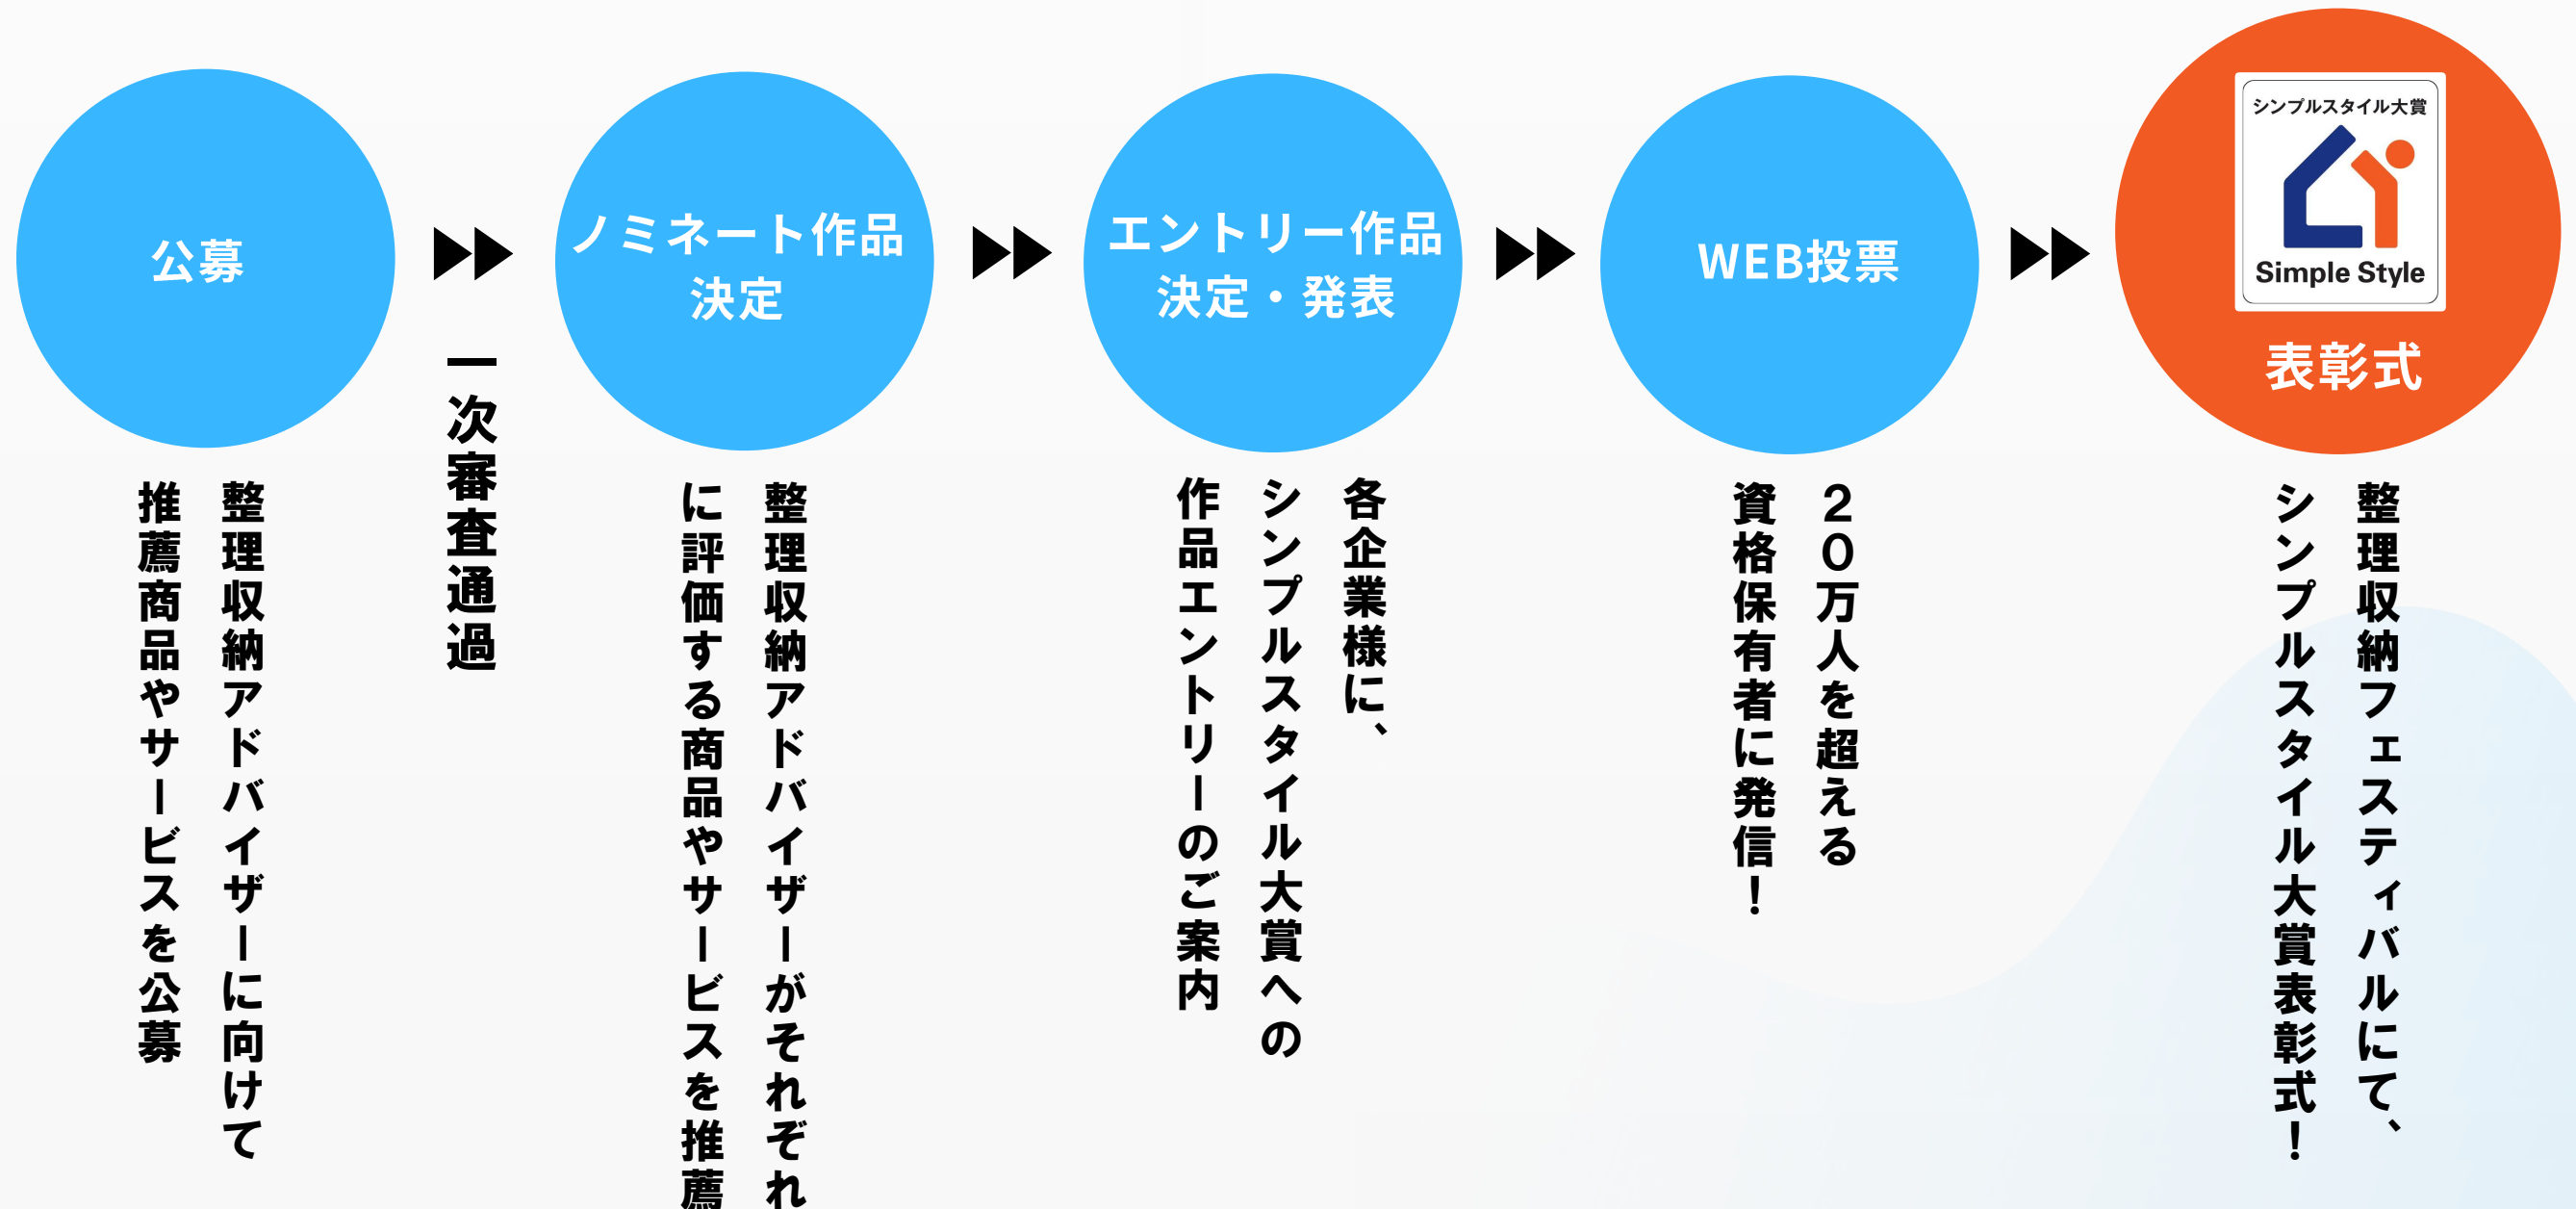 公募
整理収納アドバイザーに向けて
推薦商品やサービスを公募
一次審査通過
ノミネート作品
決定
整理収納アドバイザーがそれぞれ
に評価する商品やサービスを推薦
エントリー作品
決定・発表
各企業様に、
シンプルスタイル大賞への
作品エントリーのご案内
WEB投票
20万人を超える
資格保有者に発信!
シンプルスタイル大賞
Simple Style
表彰式
整理収納フェスティバルにて、
シンプルスタイル大賞表彰式!